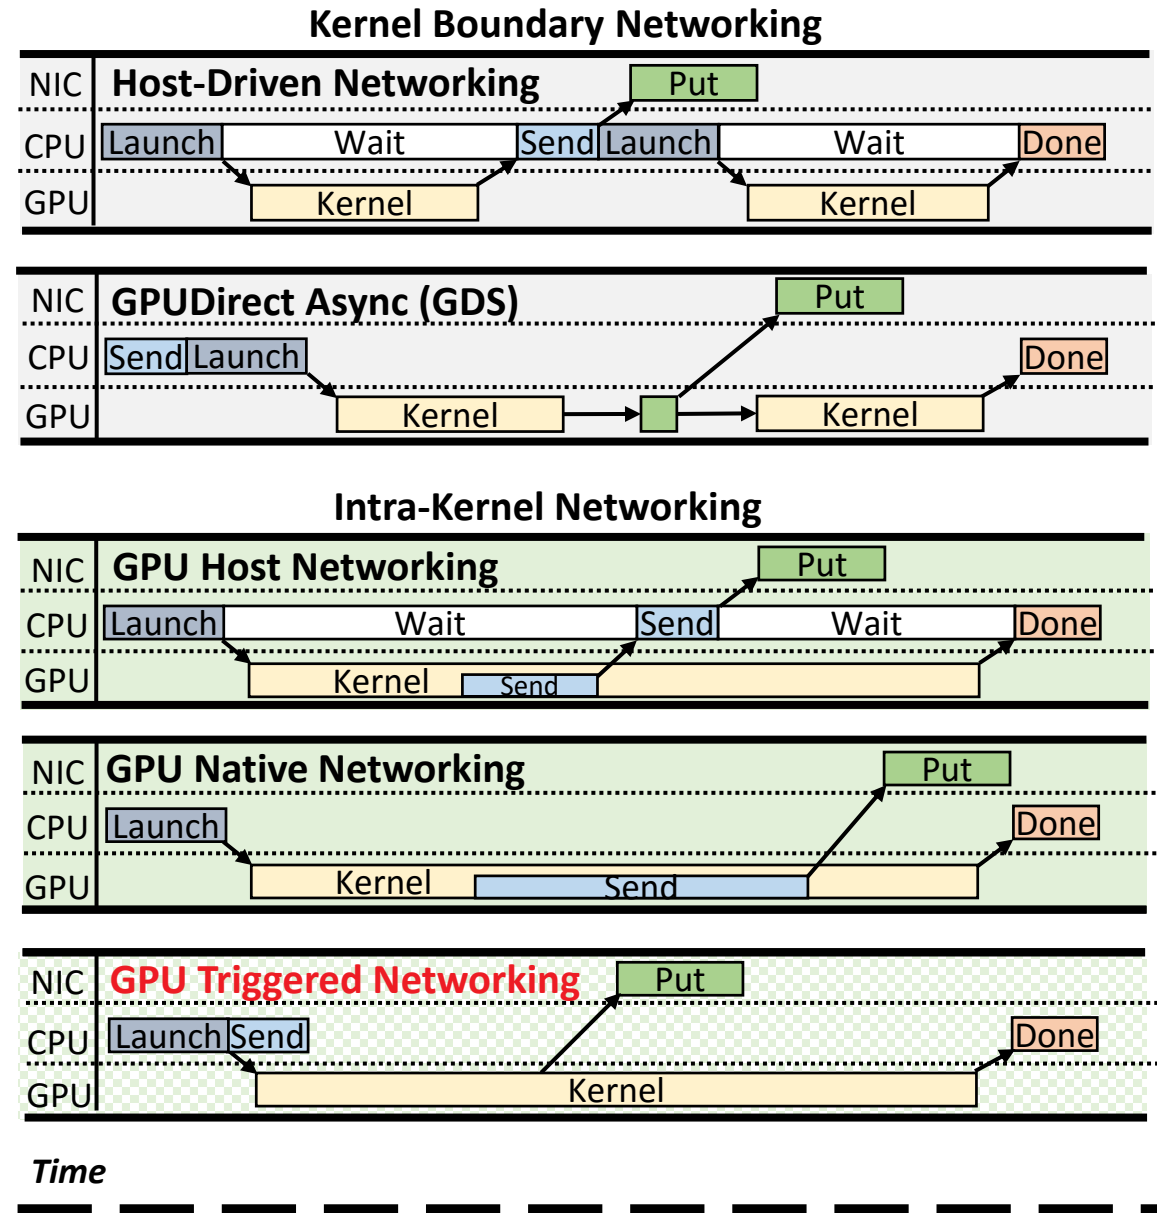 Kernel Boundary Networking
NIC Host-Driven Networking Put
CPU Launch Wait Send Launch Wait Done
GPU Kernel Kernel
NIC GPUDirect Async (GDS) Put
CPU Send Launch Done
GPU Kernel Kernel
Intra-Kernel Networking
NIC GPU Host Networking Put
CPU Launch Wait Send Wait Done
GPU Kernel Send
NIC GPU Native Networking Put
CPU Launch Done
GPU Kernel Send
NIC GPU Triggered Networking Put
CPU Launch Send Done
GPU Kernel
Time